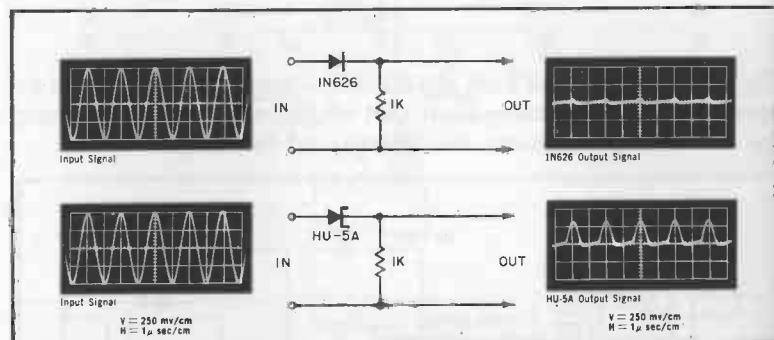 IN626
IN
1K
OUT
Input Signal
1N626 Output Signal
HU-5A
IN
1K
OUT
Input Signal
HU-5A Output Signal
V = 250 mv/cm
H = 1μ sec/cm
V = 250 mv/cm
H = 1μ sec/cm